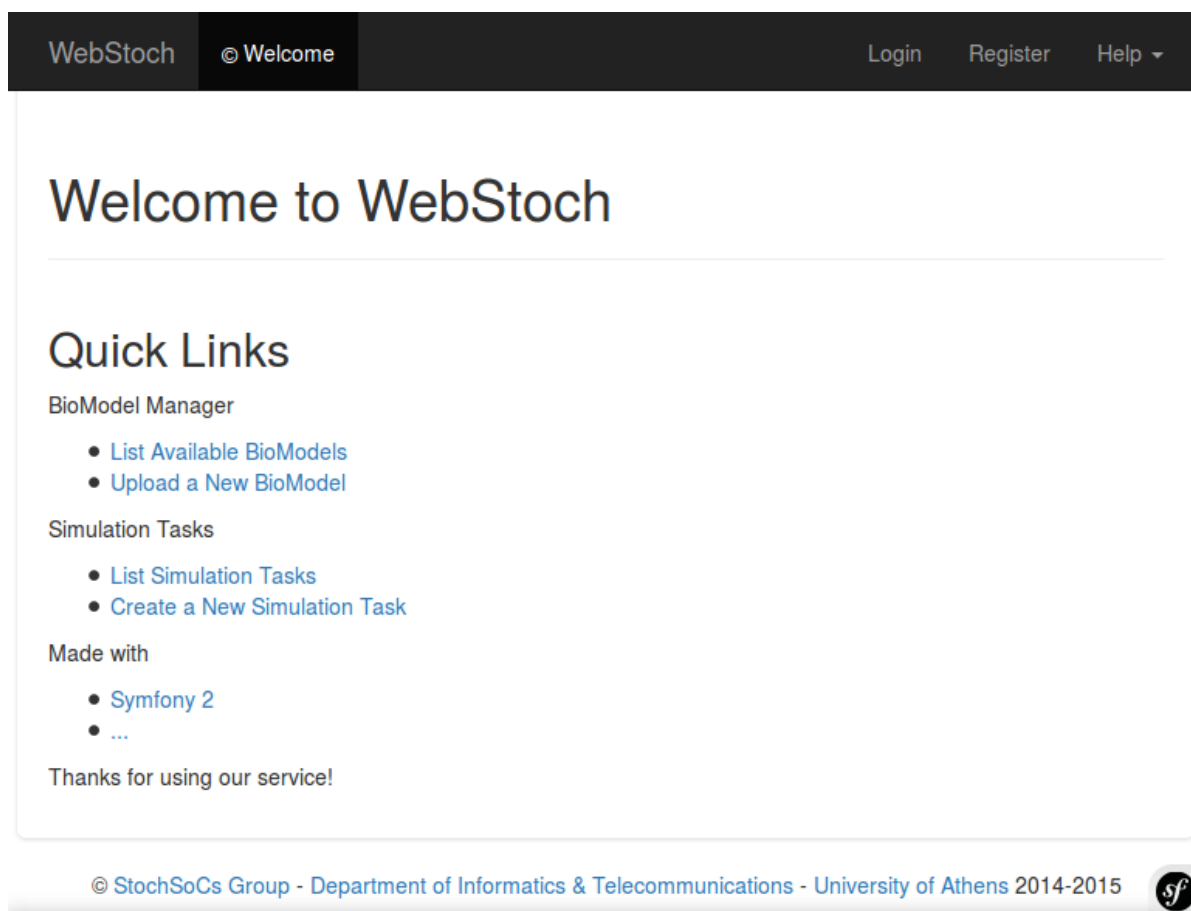 WebStoch © Welcome Login Register Help
Welcome to WebStoch
Quick Links
BioModel Manager
List Available BioModels
Upload a New BioModel
Simulation Tasks
List Simulation Tasks
Create a New Simulation Task
Made with
Symfony 2
...
Thanks for using our service!
© StochSoCs Group - Department of Informatics & Telecommunications - University of Athens 2014-2015 sf